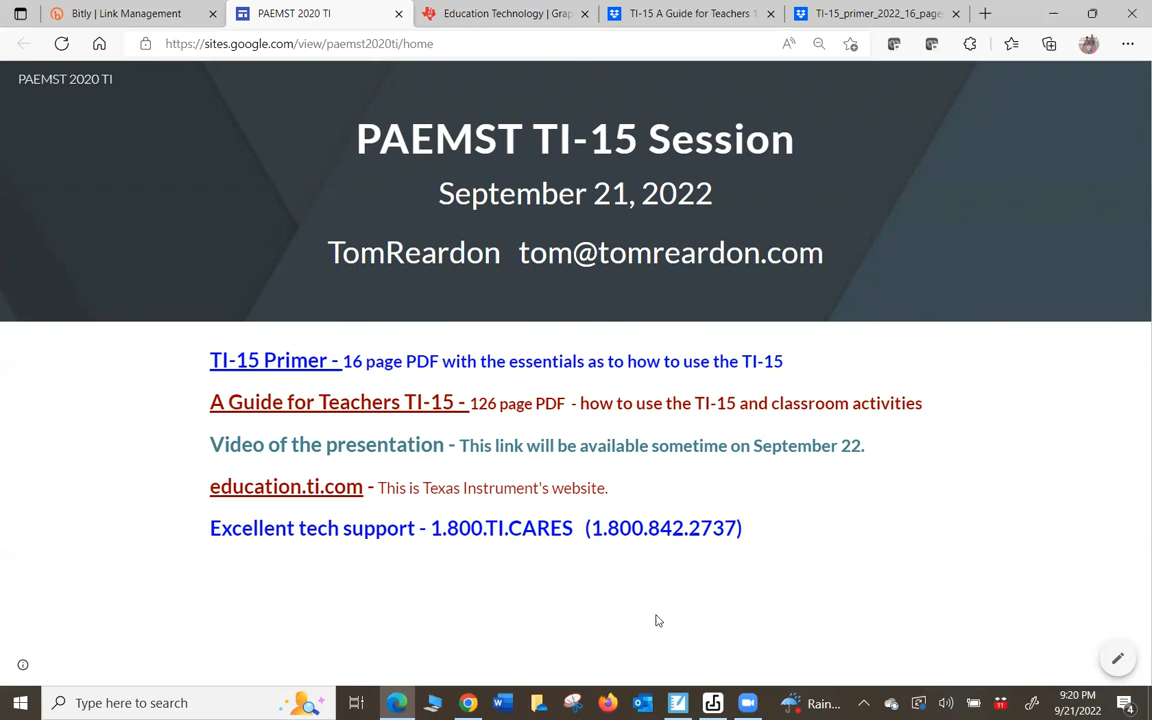 Bitly | Link Management
PAEMST 2020 TI
Education Technology | Grap
TI-15 A Guide for Teachers 1
TI-15_primer_2022_16_page
https://sites.google.com/view/paemst2020ti/home
PAEMST 2020 TI
PAEMST TI-15 Session
September 21, 2022
TomReardon tom@tomreardon.com
TI-15 Primer - 16 page PDF with the essentials as to how to use the TI-15
A Guide for Teachers TI-15 - 126 page PDF - how to use the TI-15 and classroom activities
Video of the presentation - This link will be available sometime on September 22.
education.ti.com - This is Texas Instrument's website.
Excellent tech support - 1.800.TI.CARES (1.800.842.2737)
Type here to search
Rain...
9:20 PM
9/21/2022
4